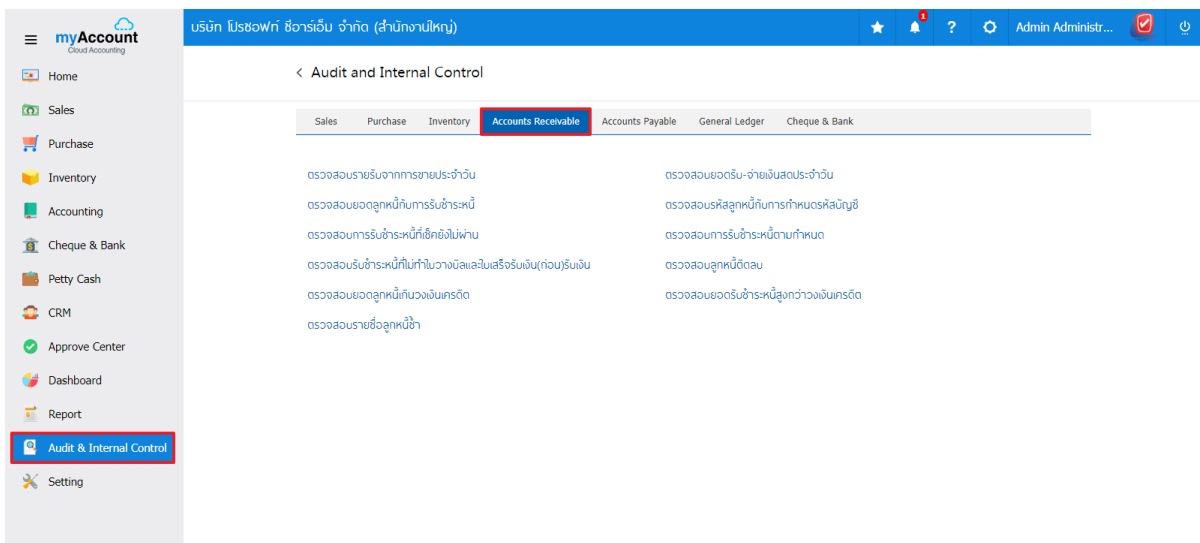 myAccount
Cloud Accounting
บริษัท โปรซอฟท์ ซีอาร์เอ็ม จำกัด (สำนักงานใหญ่)
1
?
Admin Administr...
Home
Sales
Purchase
Inventory
Accounting
Cheque & Bank
Petty Cash
CRM
Approve Center
Dashboard
Report
Audit & Internal Control
Setting
< Audit and Internal Control
Sales Purchase Inventory Accounts Receivable Accounts Payable General Ledger Cheque & Bank
ตรวจสอบรายรับจากการขายประจำวัน ตรวจสอบยอดรับ-จ่ายเงินสดประจำวัน
ตรวจสอบยอดลูกหนี้กับการรับชำระหนี้ ตรวจสอบรหัสลูกหนี้กับการกำหนดรหัสบัญชี
ตรวจสอบการรับชำระหนี้ที่เช็คยังไม่ผ่าน ตรวจสอบการรับชำระหนี้ตามกำหนด
ตรวจสอบรับชำระหนี้ที่ไม่ทำใบวางบิลและใบเสร็จรับเงิน(ก่อน)รับเงิน ตรวจสอบลูกหนี้ติดลบ
ตรวจสอบยอดลูกหนี้เกินวงเงินเครดิต ตรวจสอบยอดรับชำระหนี้สูงกว่าวงเงินเครดิต
ตรวจสอบรายชื่อลูกหนี้ซ้ำ